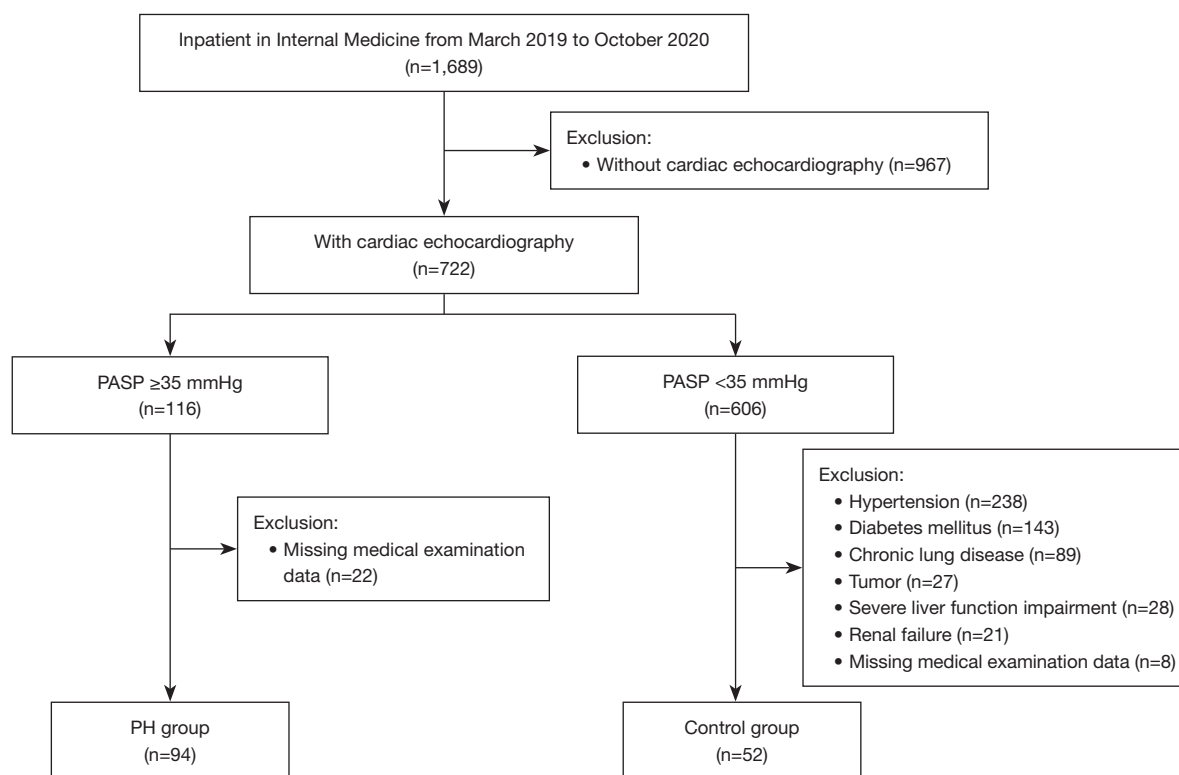 Inpatient in Internal Medicine from March 2019 to October 2020
(n=1,689)
Exclusion:
• Without cardiac echocardiography (n=967)
With cardiac echocardiography
(n=722)
PASP ≥35 mmHg
(n=116)
PASP <35 mmHg
(n=606)
Exclusion:
• Missing medical examination
data (n=22)
Exclusion:
• Hypertension (n=238)
• Diabetes mellitus (n=143)
• Chronic lung disease (n=89)
• Tumor (n=27)
• Severe liver function impairment (n=28)
• Renal failure (n=21)
• Missing medical examination data (n=8)
PH group
(n=94)
Control group
(n=52)